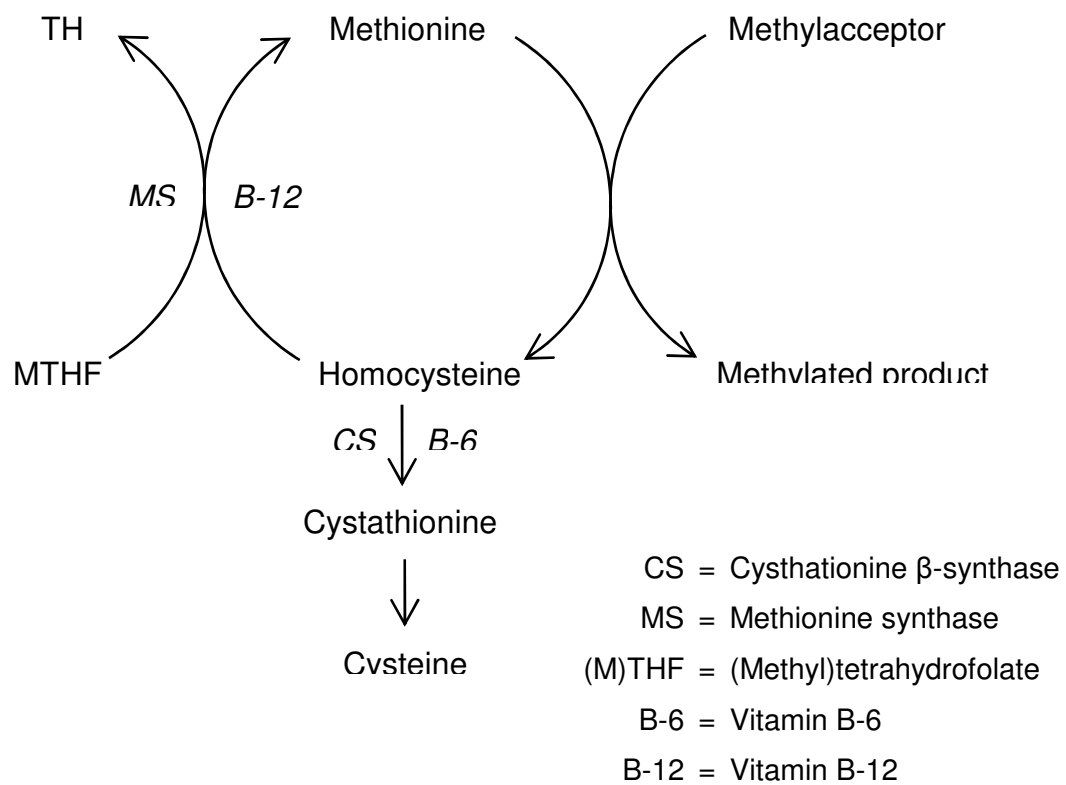 TH Methionine Methylacceptor
MS B-12
MTHF Homocysteine Methylated product
CS B-6
Cystathionine
CS = Cysthationine β-synthase
MS = Methionine synthase
Cysteine (M)THF = (Methyl)tetrahydrofolate
B-6 = Vitamin B-6
B-12 = Vitamin B-12